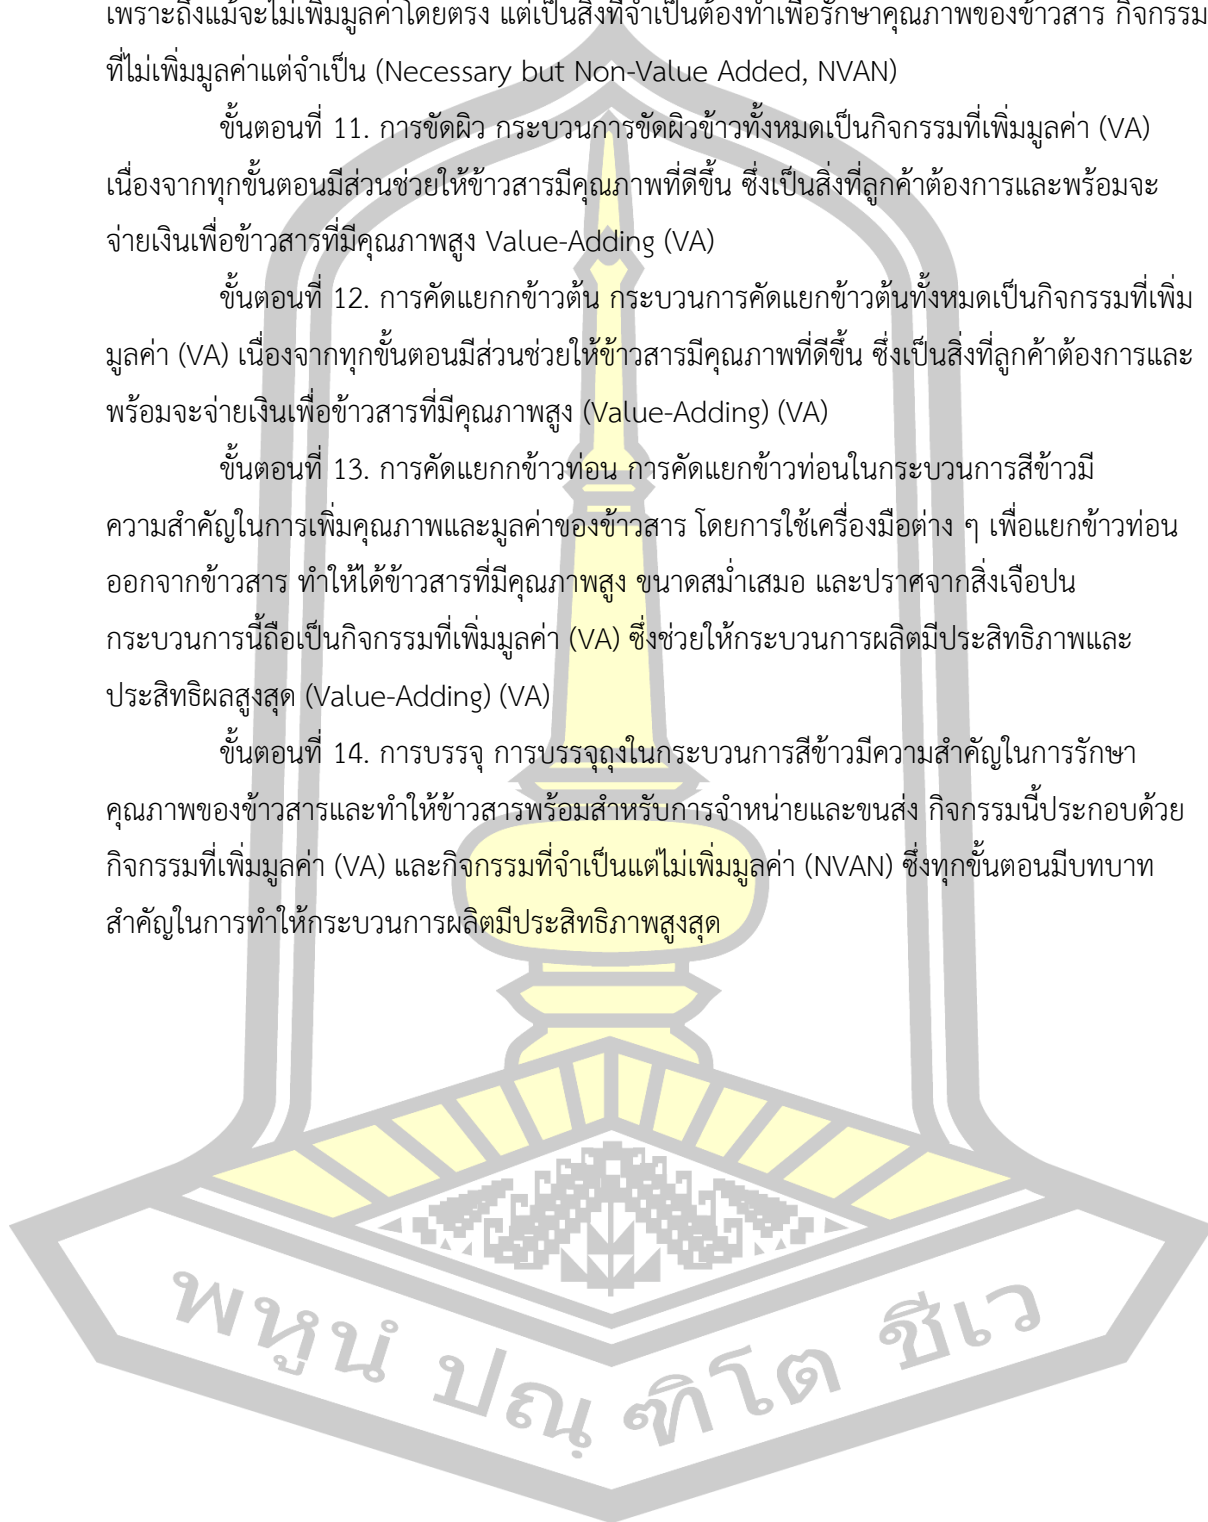 เพราะถึงแม้จะไม่เพิ่มมูลค่าโดยตรง แต่เป็นสิ่งที่จำเป็นต้องทำเพื่อรักษาคุณภาพของข้าวสาร กิจกรรม
ที่ไม่เพิ่มมูลค่าแต่จำเป็น (Necessary but Non-Value Added, NVAN)
ขั้นตอนที่ 11. การขัดผิว กระบวนการขัดผิวข้าวทั้งหมดเป็นกิจกรรมที่เพิ่มมูลค่า (VA)
เนื่องจากทุกขั้นตอนมีส่วนช่วยให้ข้าวสารมีคุณภาพที่ดีขึ้น ซึ่งเป็นสิ่งที่ลูกค้าต้องการและพร้อมจะ
จ่ายเงินเพื่อข้าวสารที่มีคุณภาพสูง Value-Adding (VA)
ขั้นตอนที่ 12. การคัดแยกกข้าวต้น กระบวนการคัดแยกข้าวต้นทั้งหมดเป็นกิจกรรมที่เพิ่ม
มูลค่า (VA) เนื่องจากทุกขั้นตอนมีส่วนช่วยให้ข้าวสารมีคุณภาพที่ดีขึ้น ซึ่งเป็นสิ่งที่ลูกค้าต้องการและ
พร้อมจะจ่ายเงินเพื่อข้าวสารที่มีคุณภาพสูง (Value-Adding) (VA)
ขั้นตอนที่ 13. การคัดแยกกข้าวท่อน การคัดแยกข้าวท่อนในกระบวนการสีข้าวมี
ความสำคัญในการเพิ่มคุณภาพและมูลค่าของข้าวสาร โดยการใช้เครื่องมือต่าง ๆ เพื่อแยกข้าวท่อน
ออกจากข้าวสาร ทำให้ได้ข้าวสารที่มีคุณภาพสูง ขนาดสม่ำเสมอ และปราศจากสิ่งเจือปน
กระบวนการนี้ถือเป็นกิจกรรมที่เพิ่มมูลค่า (VA) ซึ่งช่วยให้กระบวนการผลิตมีประสิทธิภาพและ
ประสิทธิผลสูงสุด (Value-Adding) (VA)
ขั้นตอนที่ 14. การบรรจุ การบรรจุถุงในกระบวนการสีข้าวมีความสำคัญในการรักษา
คุณภาพของข้าวสารและทำให้ข้าวสารพร้อมสำหรับการจำหน่ายและขนส่ง กิจกรรมนี้ประกอบด้วย
กิจกรรมที่เพิ่มมูลค่า (VA) และกิจกรรมที่จำเป็นแต่ไม่เพิ่มมูลค่า (NVAN) ซึ่งทุกขั้นตอนมีบทบาท
สำคัญในการทำให้กระบวนการผลิตมีประสิทธิภาพสูงสุด
พหูนํ ปณฺฑิโต ชีเว